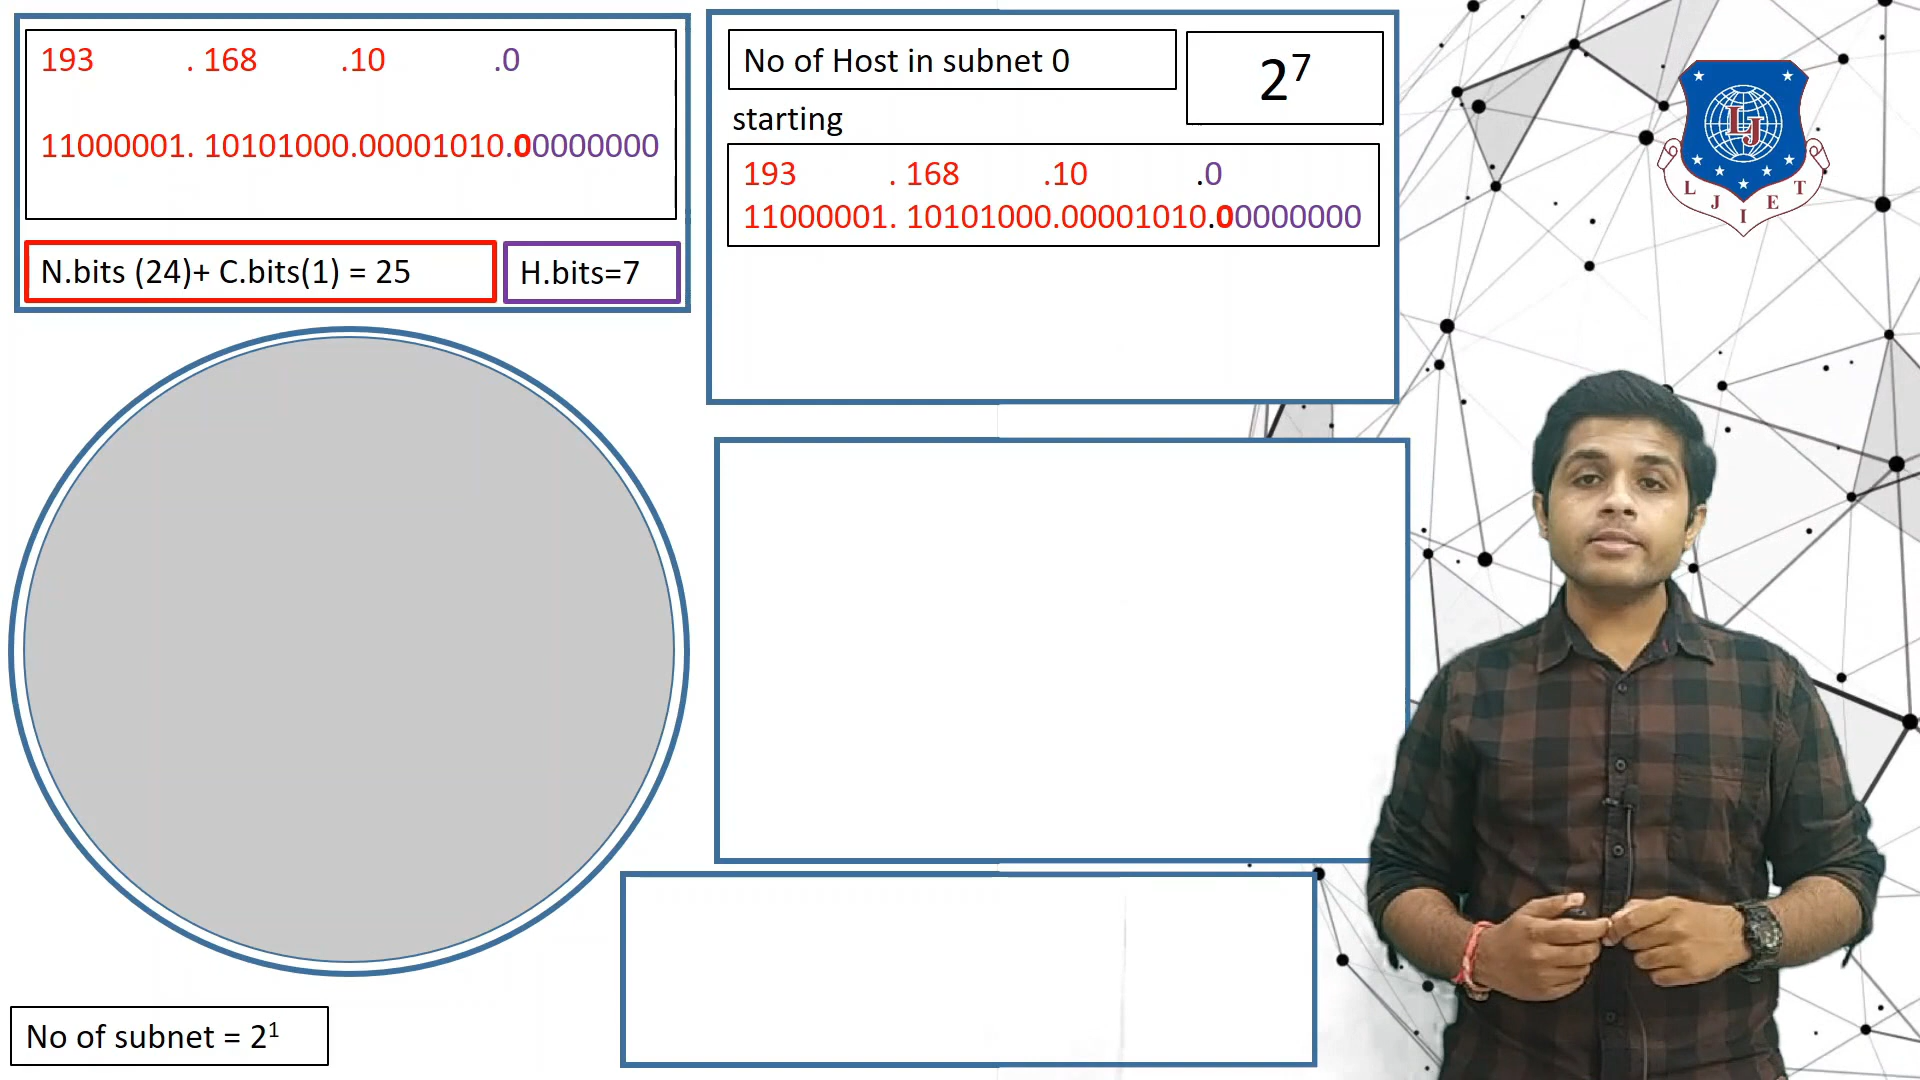 193 . 168 .10 .0
11000001. 10101000.00001010.00000000
N.bits (24)+ C.bits(1) = 25
H.bits=7
No of Host in subnet 0
2⁷
starting
193 . 168 .10 .0
11000001. 10101000.00001010.00000000
No of subnet = 2¹
LJ
L J I E T